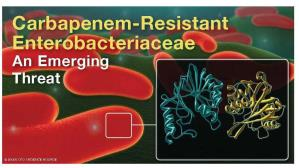 Carbapenem-Resistant
Enterobacteriaceae
An Emerging
Threat